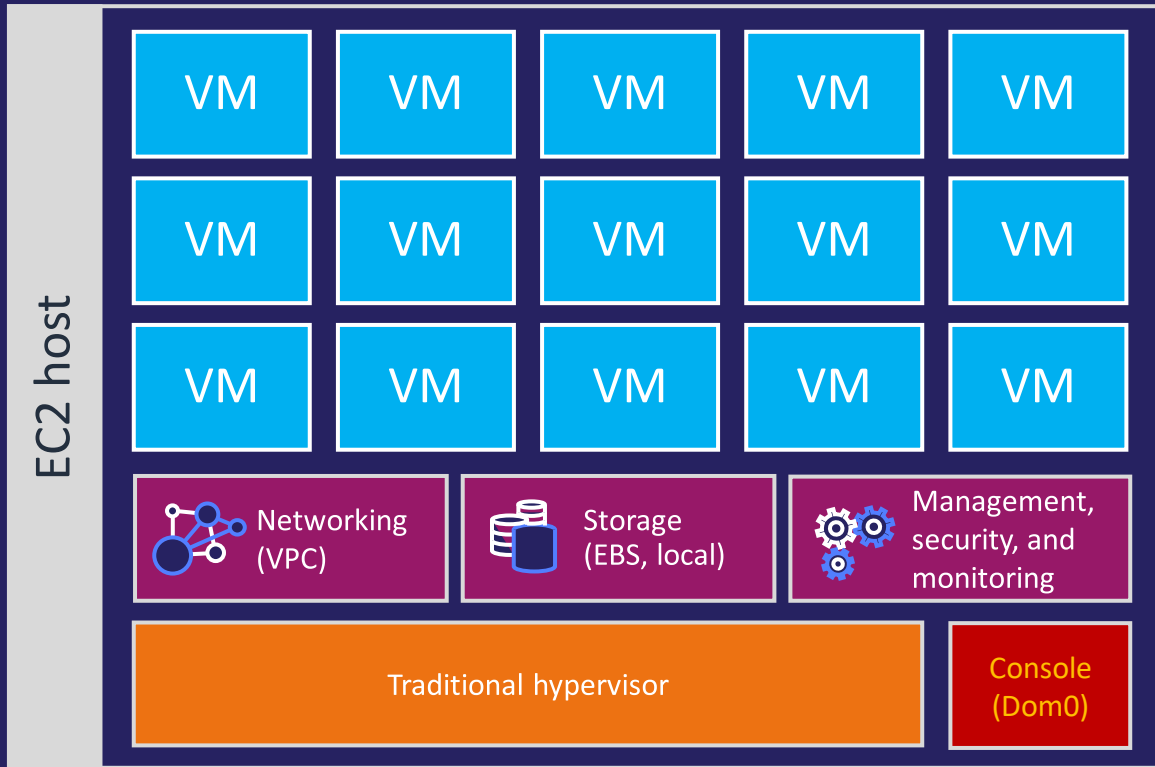 EC2 host
VM VM VM VM VM
VM VM VM VM VM
VM VM VM VM VM
Networking
(VPC)
Storage
(EBS, local)
Management,
security, and
monitoring
Traditional hypervisor
Console
(Dom0)